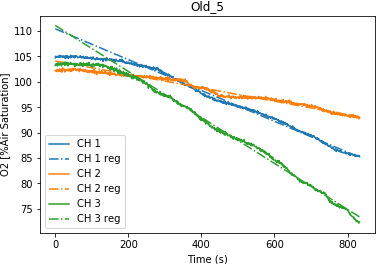 Old_5
O2 [%Air Saturation]
110
105
100
95
90
85
80
75
CH 1
CH 1 reg
CH 2
CH 2 reg
CH 3
CH 3 reg
0 200 400 600 800
Time (s)